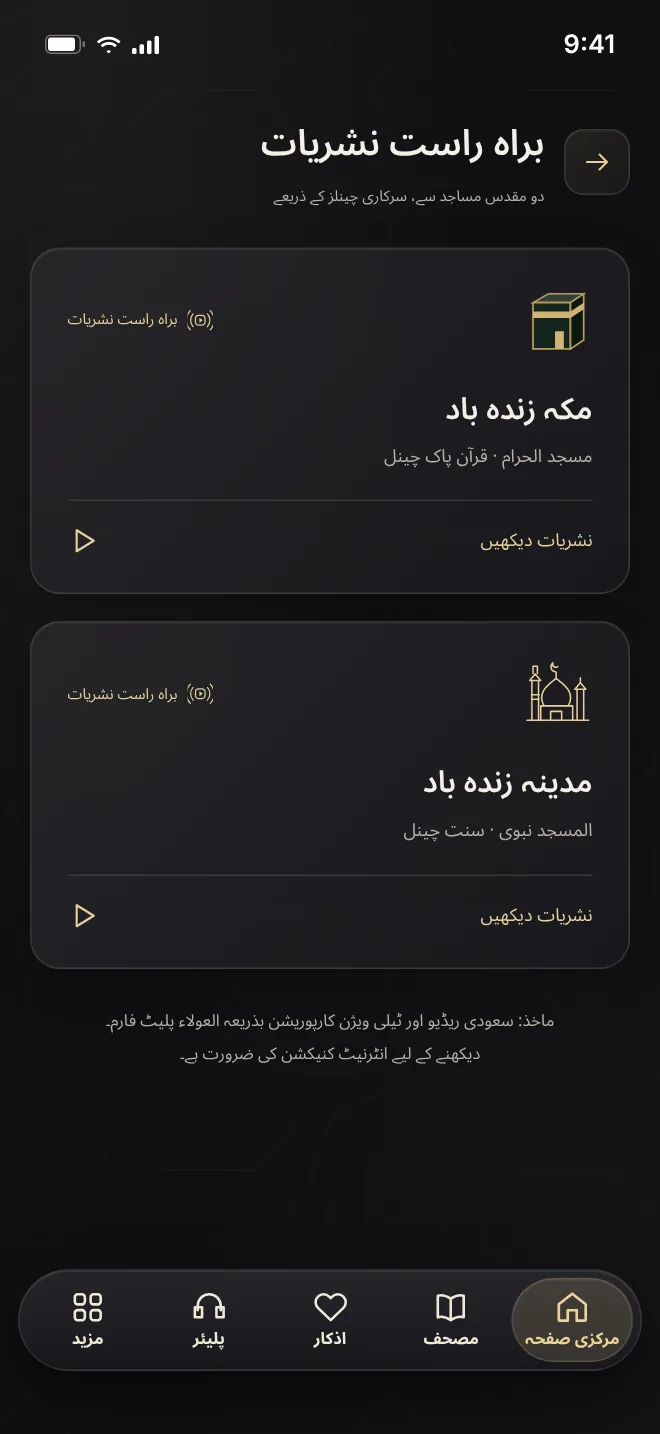 9:41
براہ راست نشریات
دو مقدس مساجد سے، سرکاری چینلز کے ذریعے
براہ راست نشریات
مکہ زندہ باد
مسجد الحرام · قرآن پاک چینل
نشریات دیکھیں
براہ راست نشریات
مدینہ زندہ باد
المسجد نبوی · سنت چینل
نشریات دیکھیں
ماخذ: سعودی ریڈیو اور ٹیلی ویژن کارپوریشن بذریعہ العولاء پلیٹ فارم۔
دیکھنے کے لیے انٹرنیٹ کنیکشن کی ضرورت ہے۔
مرکزی صفحہ
مصحف
اذکار
پلیئر
مزید